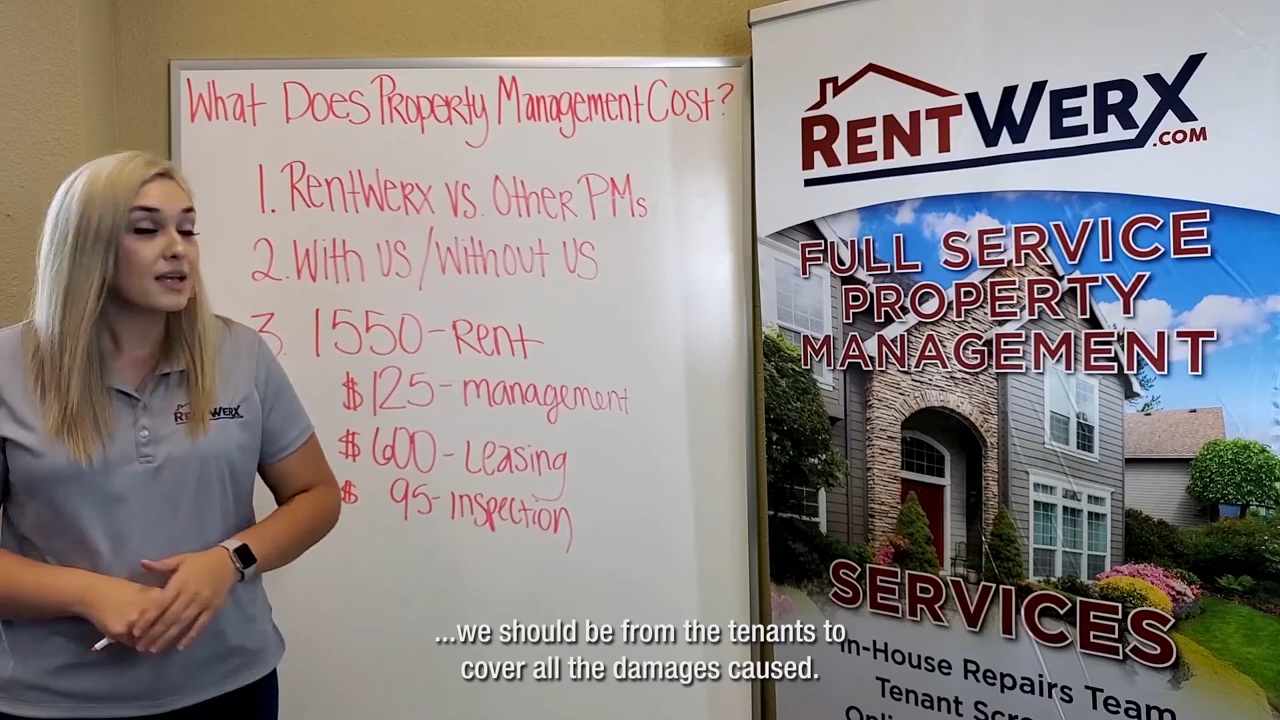 What Does Property Management Cost?
1. RentWerx vs. Other PMs
2. With us/Without us
3. 1550-Rent
$125-management
$600-Leasing
$ 95-Inspection
RENTWERX
.COM
FULL SERVICE
PROPERTY
MANAGEMENT
SERVICES
In-House Repairs Team
Tenant Scre
Onli
...we should be from the tenants to
cover all the damages caused.